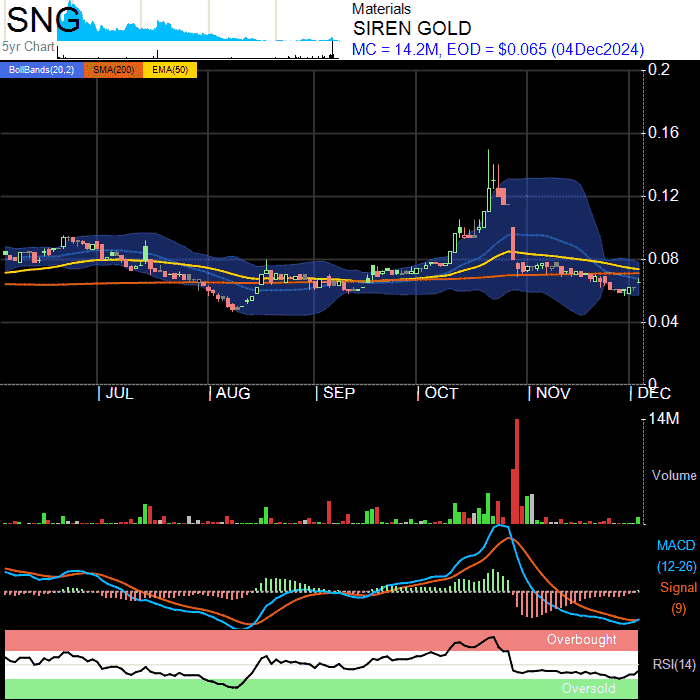 SNG
5yr Chart
Materials
SIREN GOLD
MC = 14.2M, EOD = $0.065 (04Dec2024)
BollBands(20,2) SMA(200) EMA(50)
0.2
0.16
0.12
0.08
0.04
0
JUL AUG SEP OCT NOV DEC
14M
Volume
MACD
(12-26)
Signal
(9)
Overbought
RSI(14)
Oversold